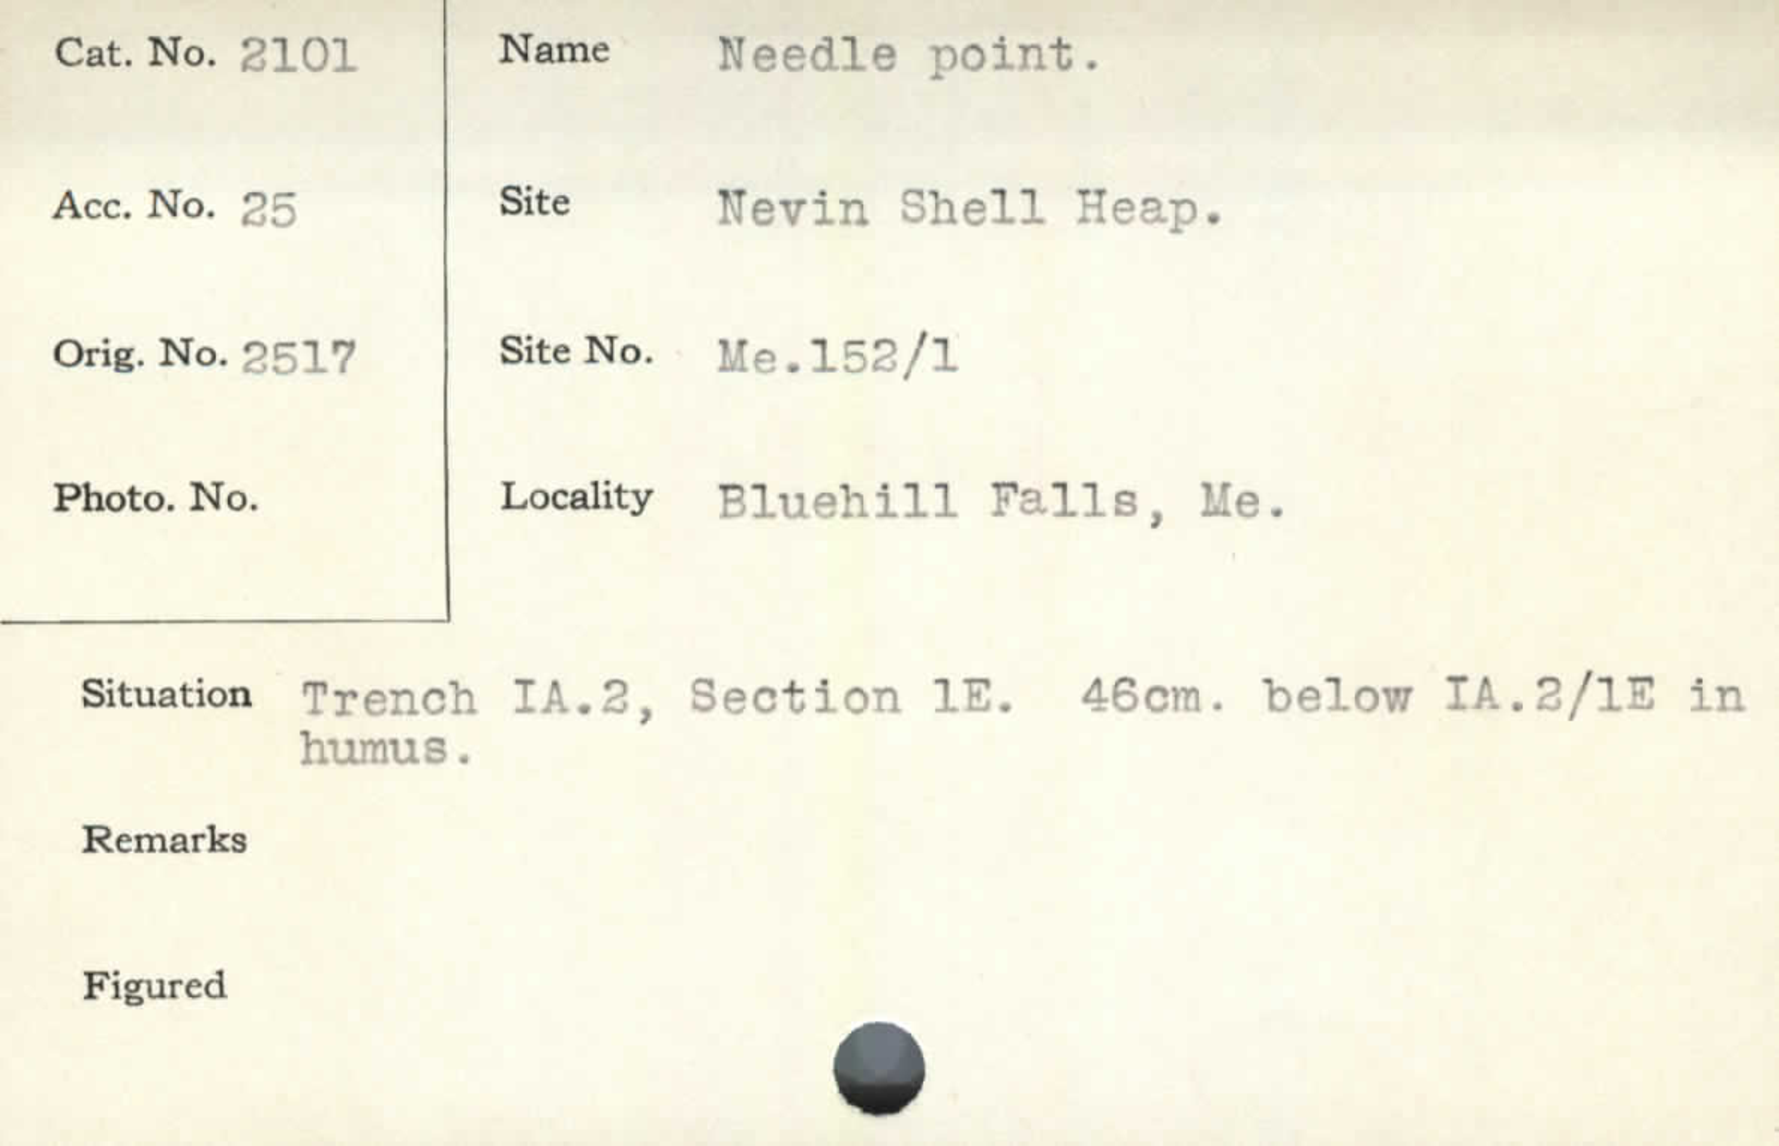 Cat. No. 2101
Name Needle point.
Acc. No. 25
Site Nevin Shell Heap.
Orig. No. 2517
Site No. Me.152/1
Photo. No.
Locality Bluehill Falls, Me.
Situation Trench IA.2, Section 1E. 46cm. below IA.2/1E in
humus.
Remarks
Figured